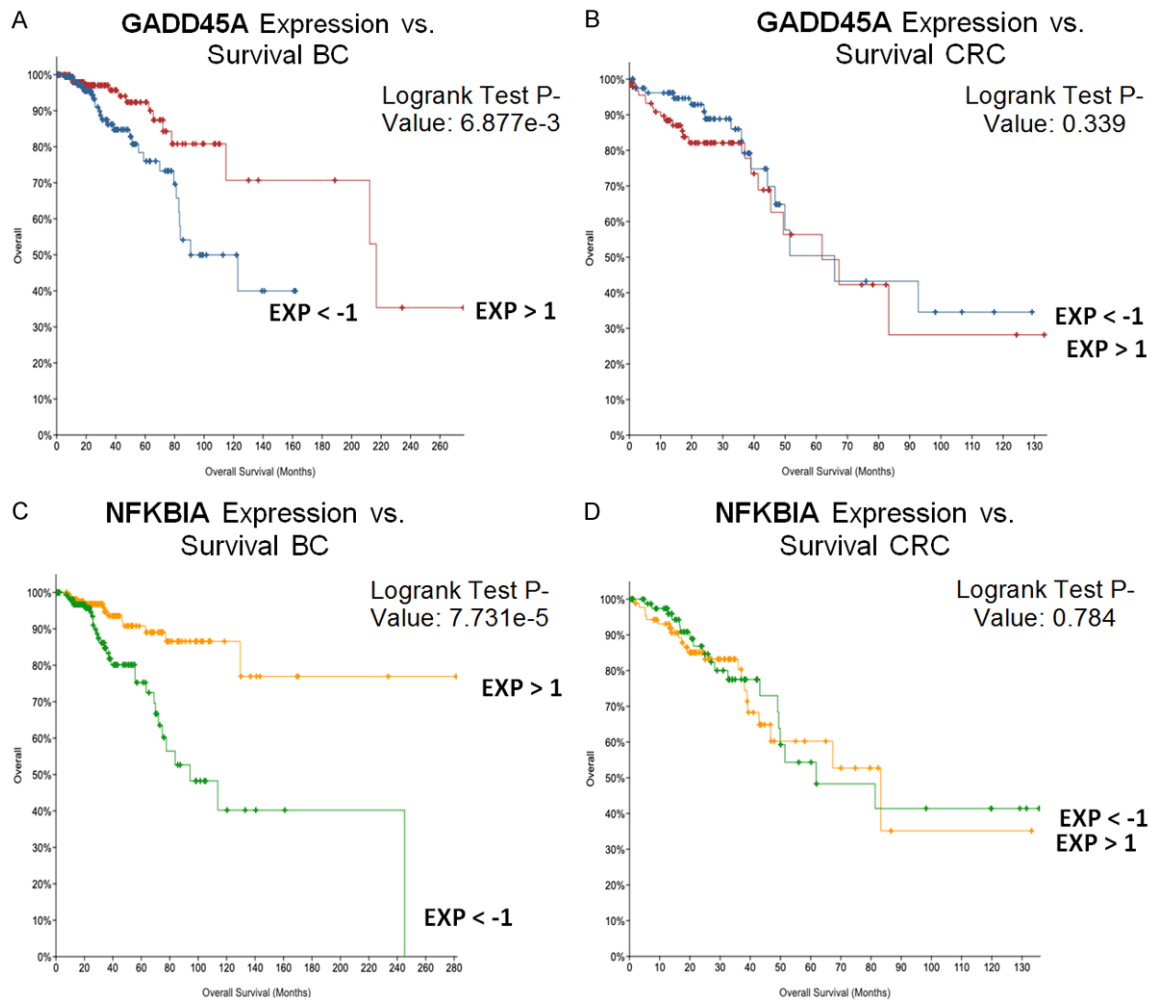 A
GADD45A Expression vs.
Survival BC
Logrank Test P-
Value: 6.877e-3
100%
90%
80%
70%
60%
50%
40%
30%
20%
10%
0%
Overall
EXP < -1
EXP > 1
0 20 40 60 80 100 120 140 160 180 200 220 240 260
Overall Survival (Months)
B
GADD45A Expression vs.
Survival CRC
Logrank Test P-
Value: 0.339
100%
90%
80%
70%
60%
50%
40%
30%
20%
10%
0%
Overall
EXP < -1
EXP > 1
0 10 20 30 40 50 60 70 80 90 100 110 120 130
Overall Survival (Months)
C
NFKBIA Expression vs.
Survival BC
Logrank Test P-
Value: 7.731e-5
100%
90%
80%
70%
60%
50%
40%
30%
20%
10%
0%
Overall
EXP > 1
EXP < -1
0 20 40 60 80 100 120 140 160 180 200 220 240 260 280
Overall Survival (Months)
D
NFKBIA Expression vs.
Survival CRC
Logrank Test P-
Value: 0.784
100%
90%
80%
70%
60%
50%
40%
30%
20%
10%
0%
Overall
EXP < -1
EXP > 1
0 10 20 30 40 50 60 70 80 90 100 110 120 130
Overall Survival (Months)